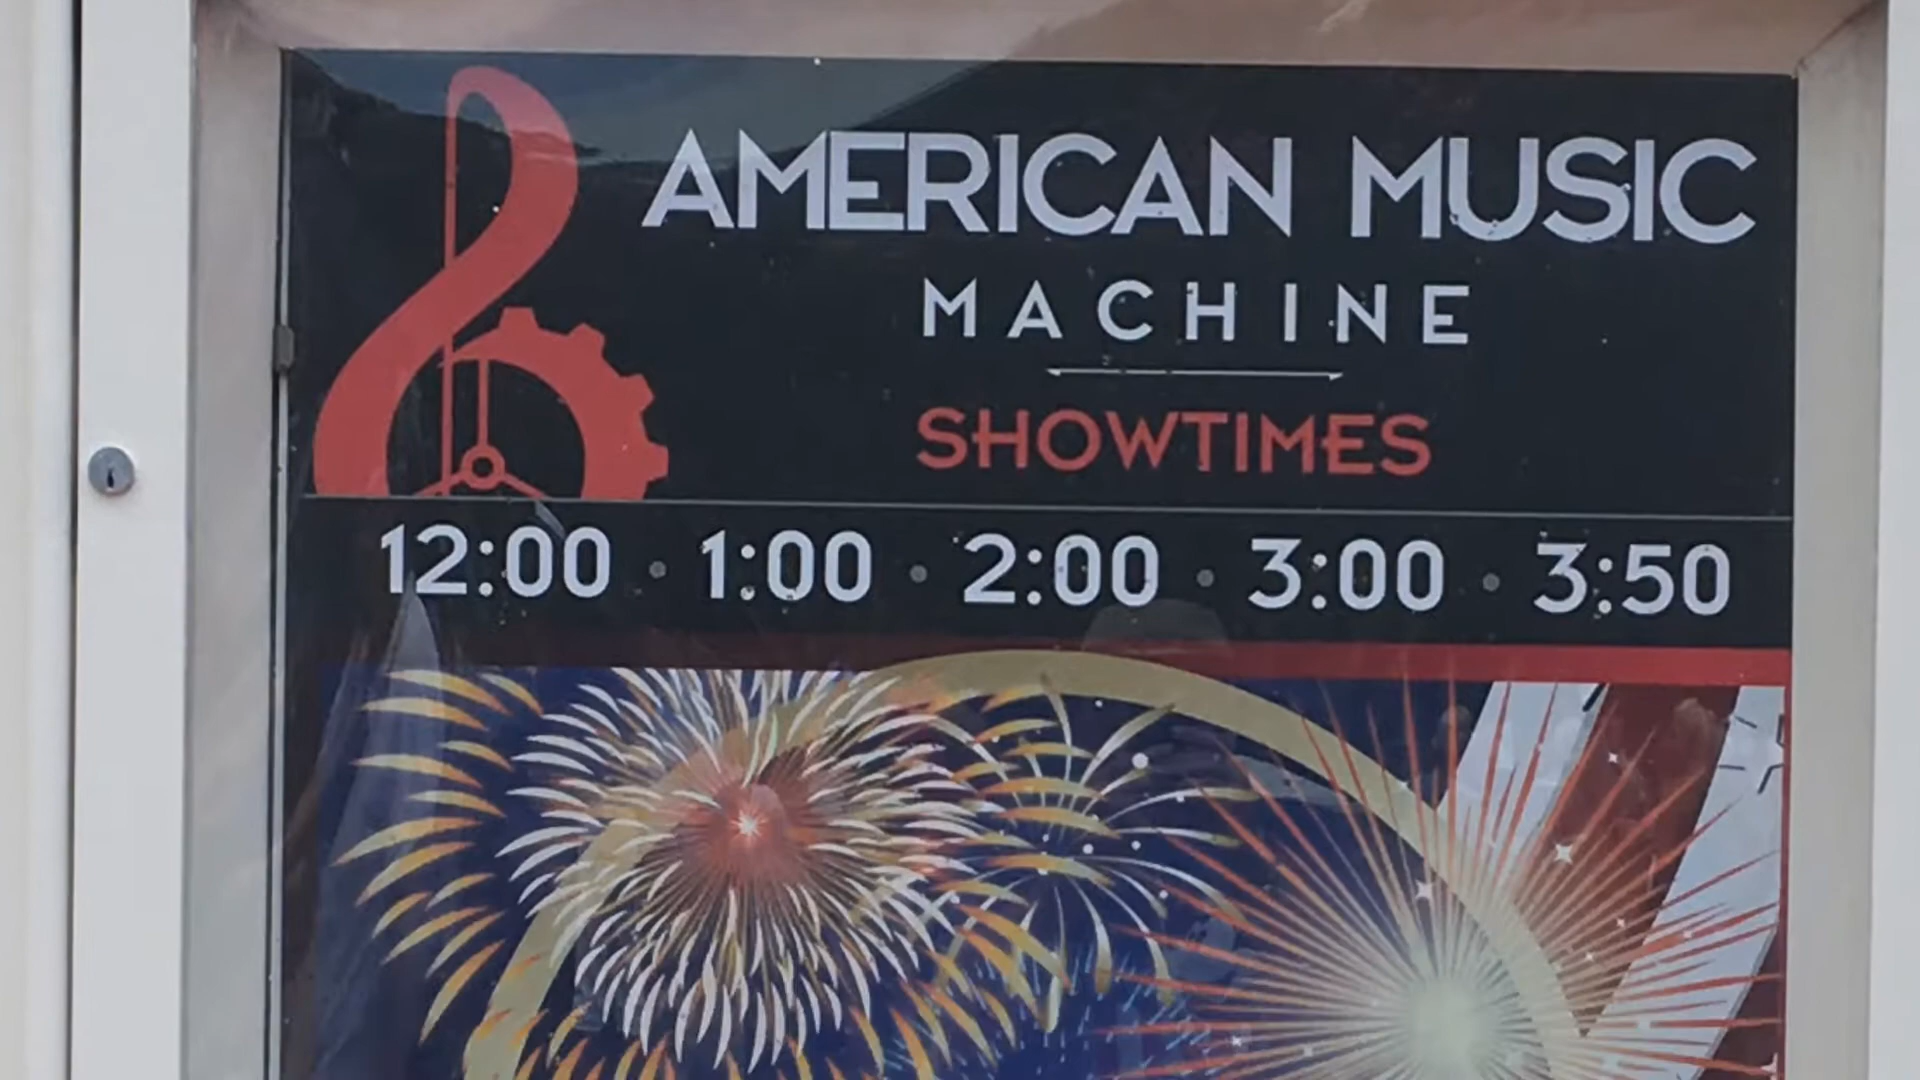 AMERICAN MUSIC
MACHINE
SHOWTIMES
12:00 • 1:00 • 2:00 • 3:00 • 3:50